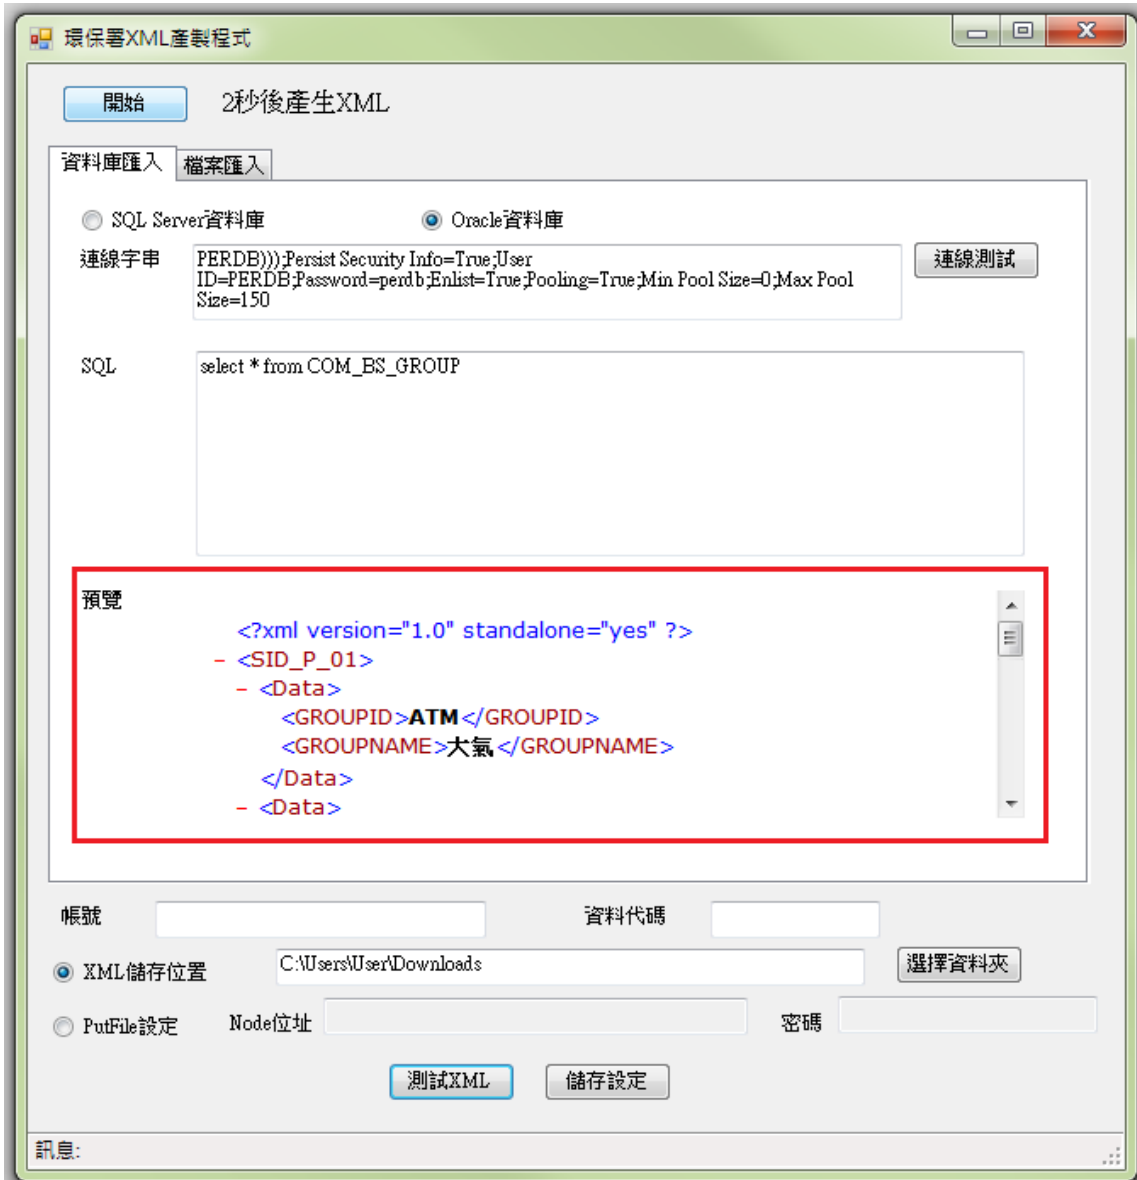 環保署XML產製程式
開始 2秒後產生XML
資料庫匯入 檔案匯入
SQL Server資料庫 Oracle資料庫
連線字串 PERDB)));Persist Security Info=True;User 連線測試
ID=PERDB;Password=perdb;Enlist=True;Pooling=True;Min Pool Size=0;Max Pool
Size=150
SQL select * from COM_BS_GROUP
預覽
<?xml version="1.0" standalone="yes" ?>
- <SID_P_01>
- <Data>
<GROUPID>ATM</GROUPID>
<GROUPNAME>大氣</GROUPNAME>
</Data>
- <Data>
帳號 資料代碼
XML儲存位置 C:\Users\User\Downloads 選擇資料夾
PutFile設定 Node位址 密碼
測試XML 儲存設定
訊息: